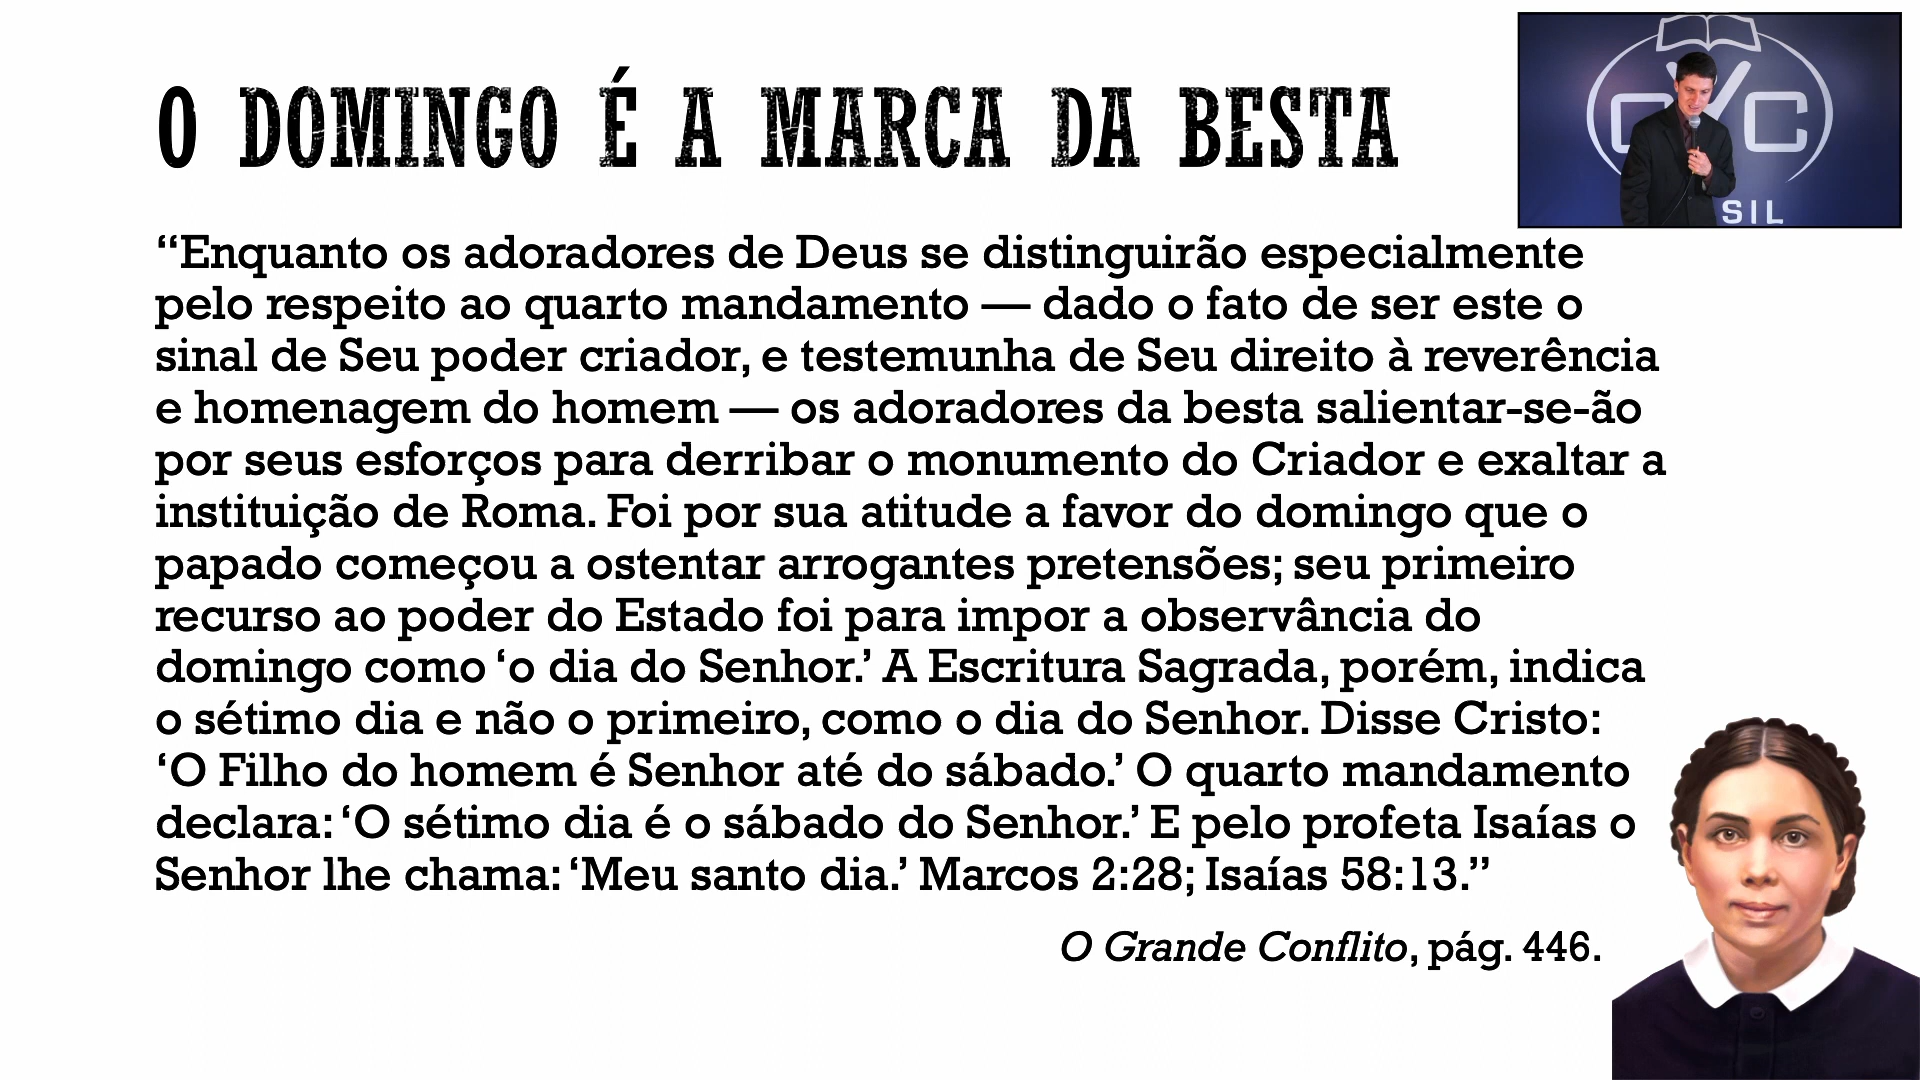 O DOMINGO É A MARCA DA BESTA
CVC
SIL
“Enquanto os adoradores de Deus se distinguirão especialmente
pelo respeito ao quarto mandamento — dado o fato de ser este o
sinal de Seu poder criador, e testemunha de Seu direito à reverência
e homenagem do homem — os adoradores da besta salientar-se-ão
por seus esforços para derribar o monumento do Criador e exaltar a
instituição de Roma. Foi por sua atitude a favor do domingo que o
papado começou a ostentar arrogantes pretensões; seu primeiro
recurso ao poder do Estado foi para impor a observância do
domingo como ‘o dia do Senhor.’ A Escritura Sagrada, porém, indica
o sétimo dia e não o primeiro, como o dia do Senhor. Disse Cristo:
‘O Filho do homem é Senhor até do sábado.’ O quarto mandamento
declara: ‘O sétimo dia é o sábado do Senhor.’ E pelo profeta Isaías o
Senhor lhe chama: ‘Meu santo dia.’ Marcos 2:28; Isaías 58:13.”
O Grande Conflito, pág. 446.